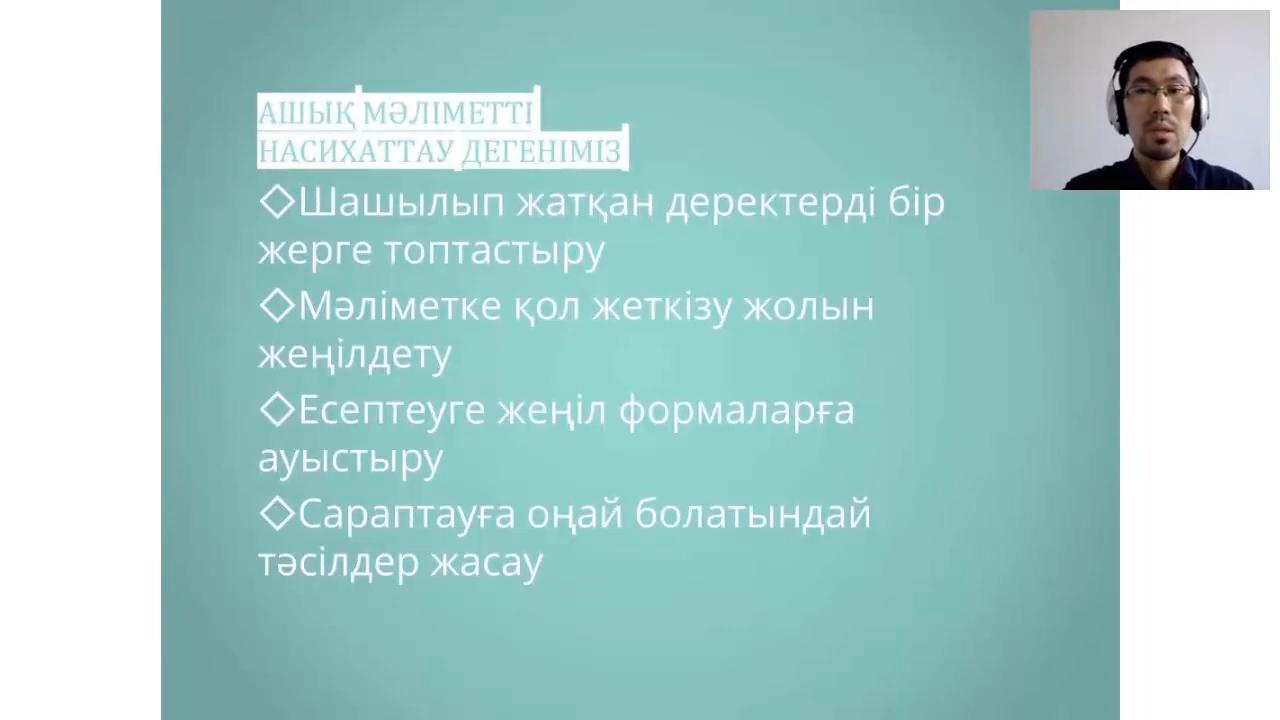 АШЫҚ МӘЛІМЕТТІ
НАСИХАТТАУ ДЕГЕНІМІЗ
◇Шашылып жатқан деректерді бір
жерге топтастыру
◇Мәліметке қол жеткізу жолын
жеңілдету
◇Есептеуге жеңіл формаларға
ауыстыру
◇Сараптауға оңай болатындай
тәсілдер жасау